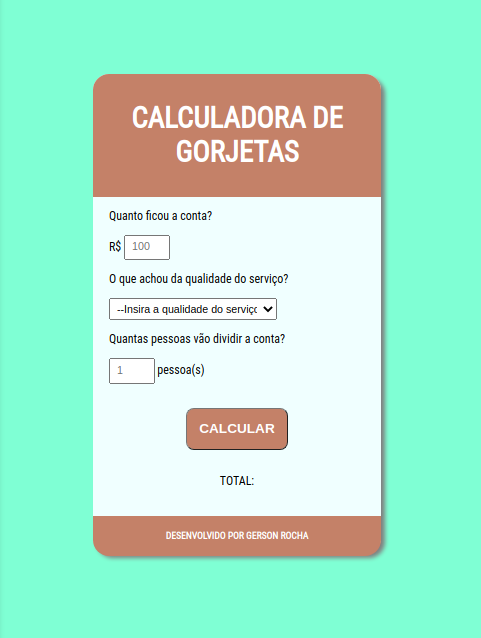 CALCULADORA DE
GORJETAS
Quanto ficou a conta?
R$ 100
O que achou da qualidade do serviço?
--Insira a qualidade do serviço
Quantas pessoas vão dividir a conta?
1 pessoa(s)
CALCULAR
TOTAL:
DESENVOLVIDO POR GERSON ROCHA